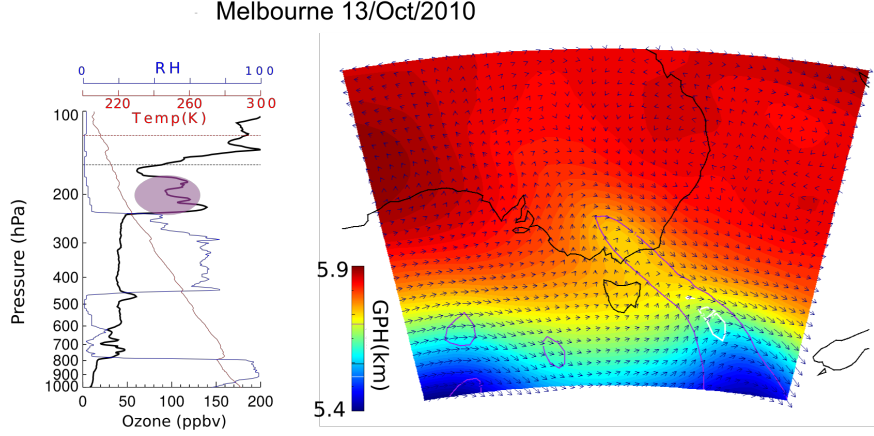 Melbourne 13/Oct/2010
0 RH 100
220 260 300
Temp(K)
100
200
300
400
500
600
700
800
900
1000
Pressure (hPa)
0 50 100 150 200
Ozone (ppbv)
5.9
GPH(km)
5.4